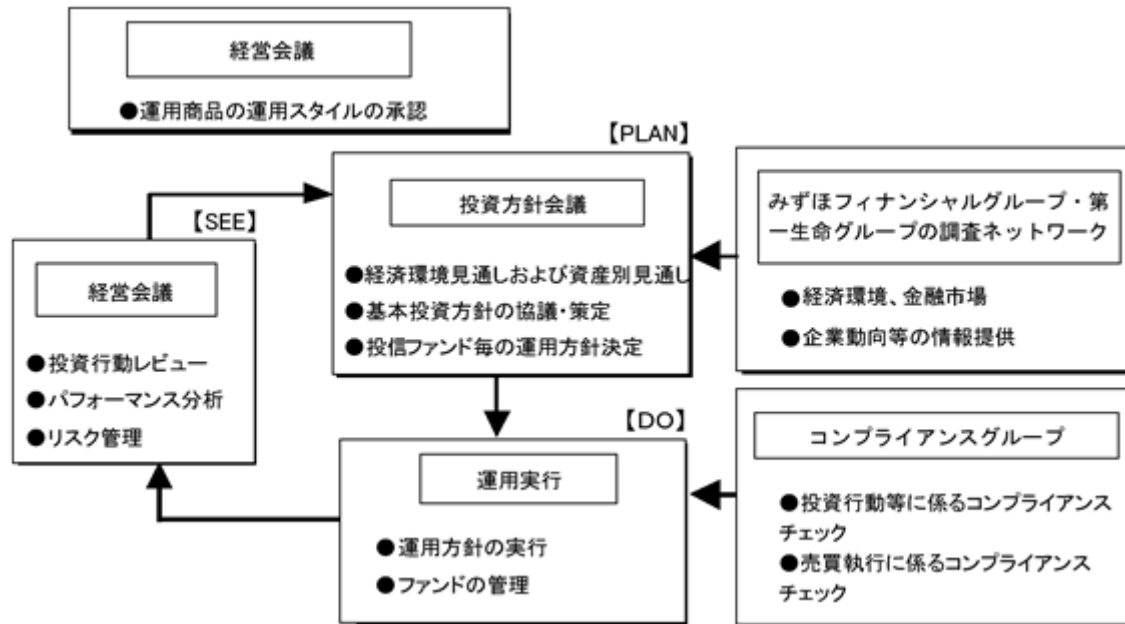 経営会議
●運用商品の運用スタイルの承認
【PLAN】
投資方針会議
●経済環境見通しおよび資産別見通し
●基本投資方針の協議・策定
●投信ファンド毎の運用方針決定
みずほフィナンシャルグループ・第
一生命グループの調査ネットワーク
●経済環境、金融市場
●企業動向等の情報提供
【SEE】
経営会議
●投資行動レビュー
●パフォーマンス分析
●リスク管理
【DO】
運用実行
●運用方針の実行
●ファンドの管理
コンプライアンスグループ
●投資行動等に係るコンプライアンス
チェック
●売買執行に係るコンプライアンス
チェック